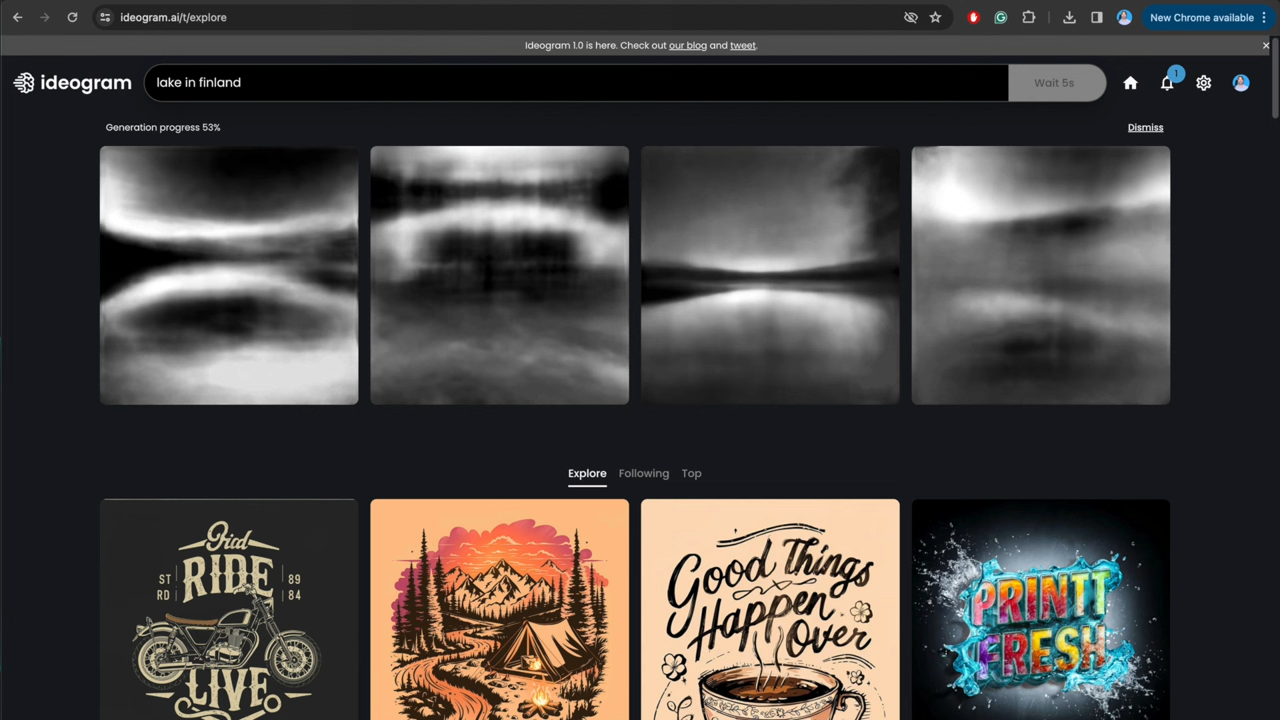 ideogram.ai/t/explore
New Chrome available
Ideogram 1.0 is here. Check out our blog and tweet.
ideogram
lake in finland
Wait 5s
1
Generation progress 53%
Dismiss
Explore Following Top
RIDE
ST 89
RD 84
LIVE
Good Things
Happen
Over
PRINTT
FRESH